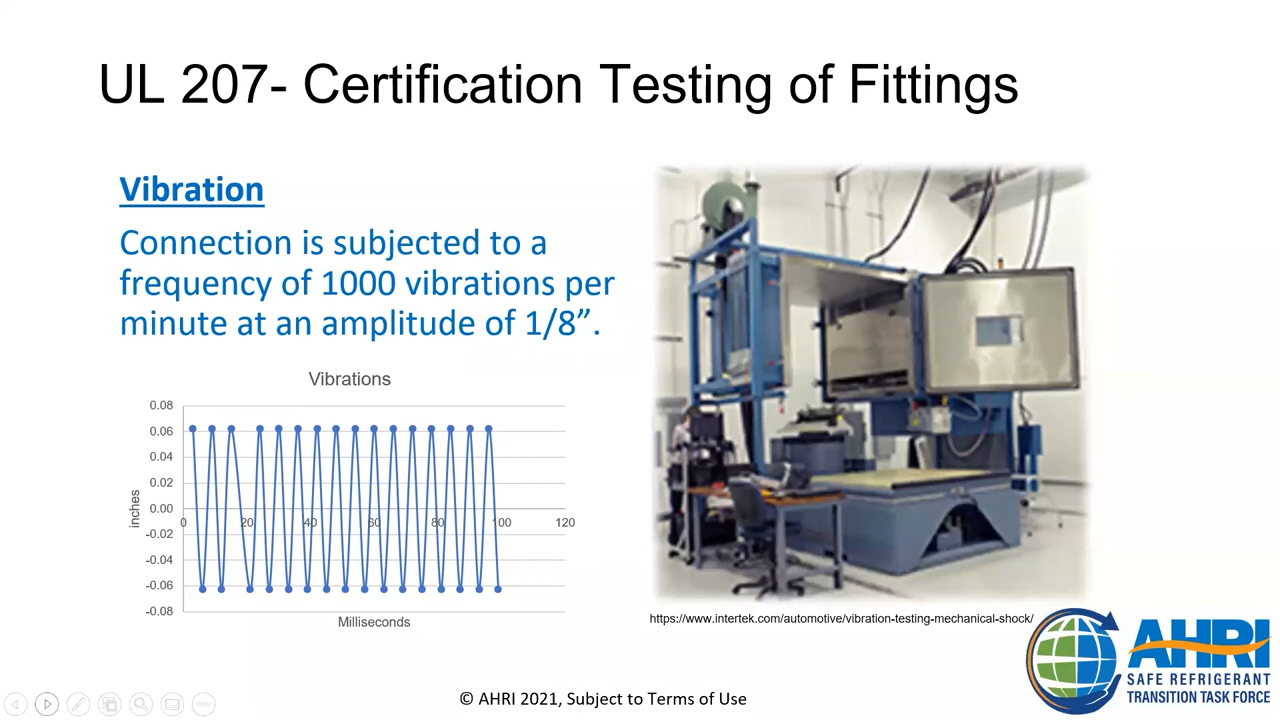 UL 207- Certification Testing of Fittings
Vibration
Connection is subjected to a
frequency of 1000 vibrations per
minute at an amplitude of 1/8”.
Vibrations
0.08
0.06
0.04
0.02
0.00
-0.02
-0.04
-0.06
-0.08
inches
0 20 40 60 80 100 120
Milliseconds
https://www.intertek.com/automotive/vibration-testing-mechanical-shock/
AHRI
SAFE REFRIGERANT
TRANSITION TASK FORCE
© AHRI 2021, Subject to Terms of Use